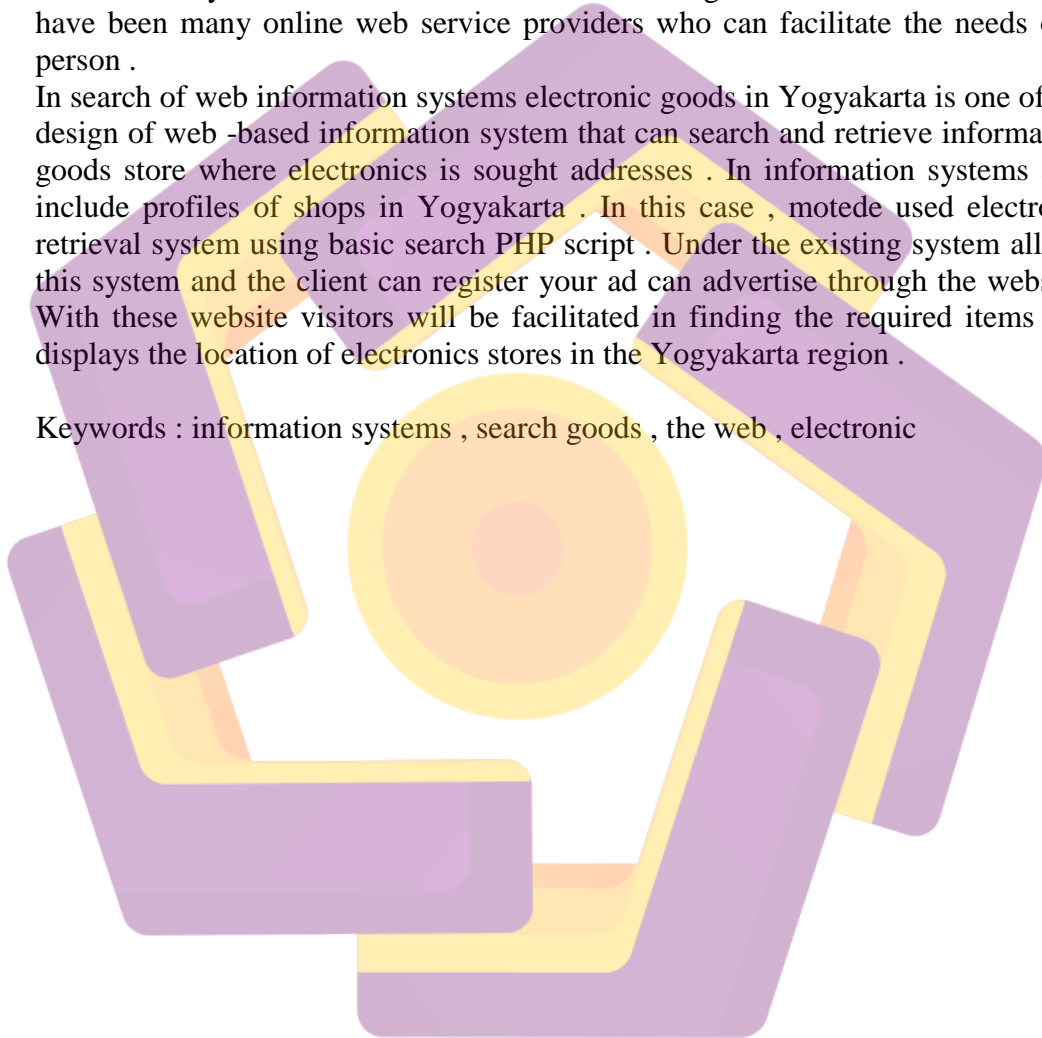 have been many online web service providers who can facilitate the needs
person .
In search of web information systems electronic goods in Yogyakarta is one of
design of web -based information system that can search and retrieve
goods store where electronics is sought addresses . In information systems
include profiles of shops in Yogyakarta . In this case , motede used
retrieval system using basic search PHP script . Under the existing system
this system and the client can register your ad can advertise through the
With these website visitors will be facilitated in finding the required items
displays the location of electronics stores in the Yogyakarta region .
Keywords : information systems , search goods , the web , electronic